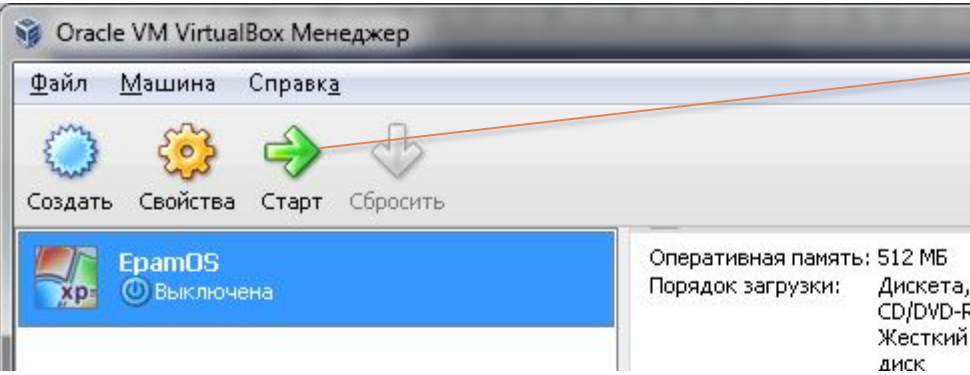 Oracle VM VirtualBox Менеджер
Файл Машина Справка
Создать Свойства Старт Сбросить
EpamOS
xp
Выключена
Оперативная память: 512 МБ
Порядок загрузки: Дискета,
CD/DVD-R
Жесткий
диск